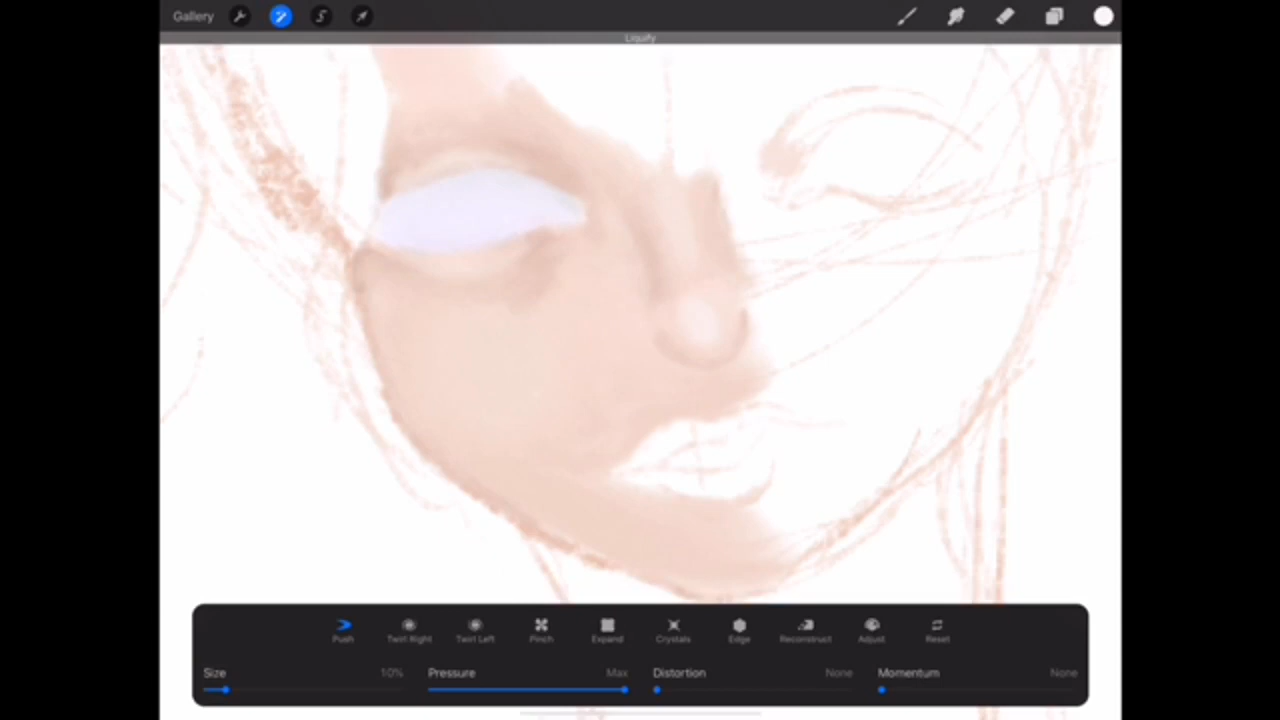 Gallery
Liquify
Push Twirl Right Twirl Left Pinch Expand Crystals Edge Reconstruct Adjust Reset
Size 10% Pressure Max Distortion None Momentum None